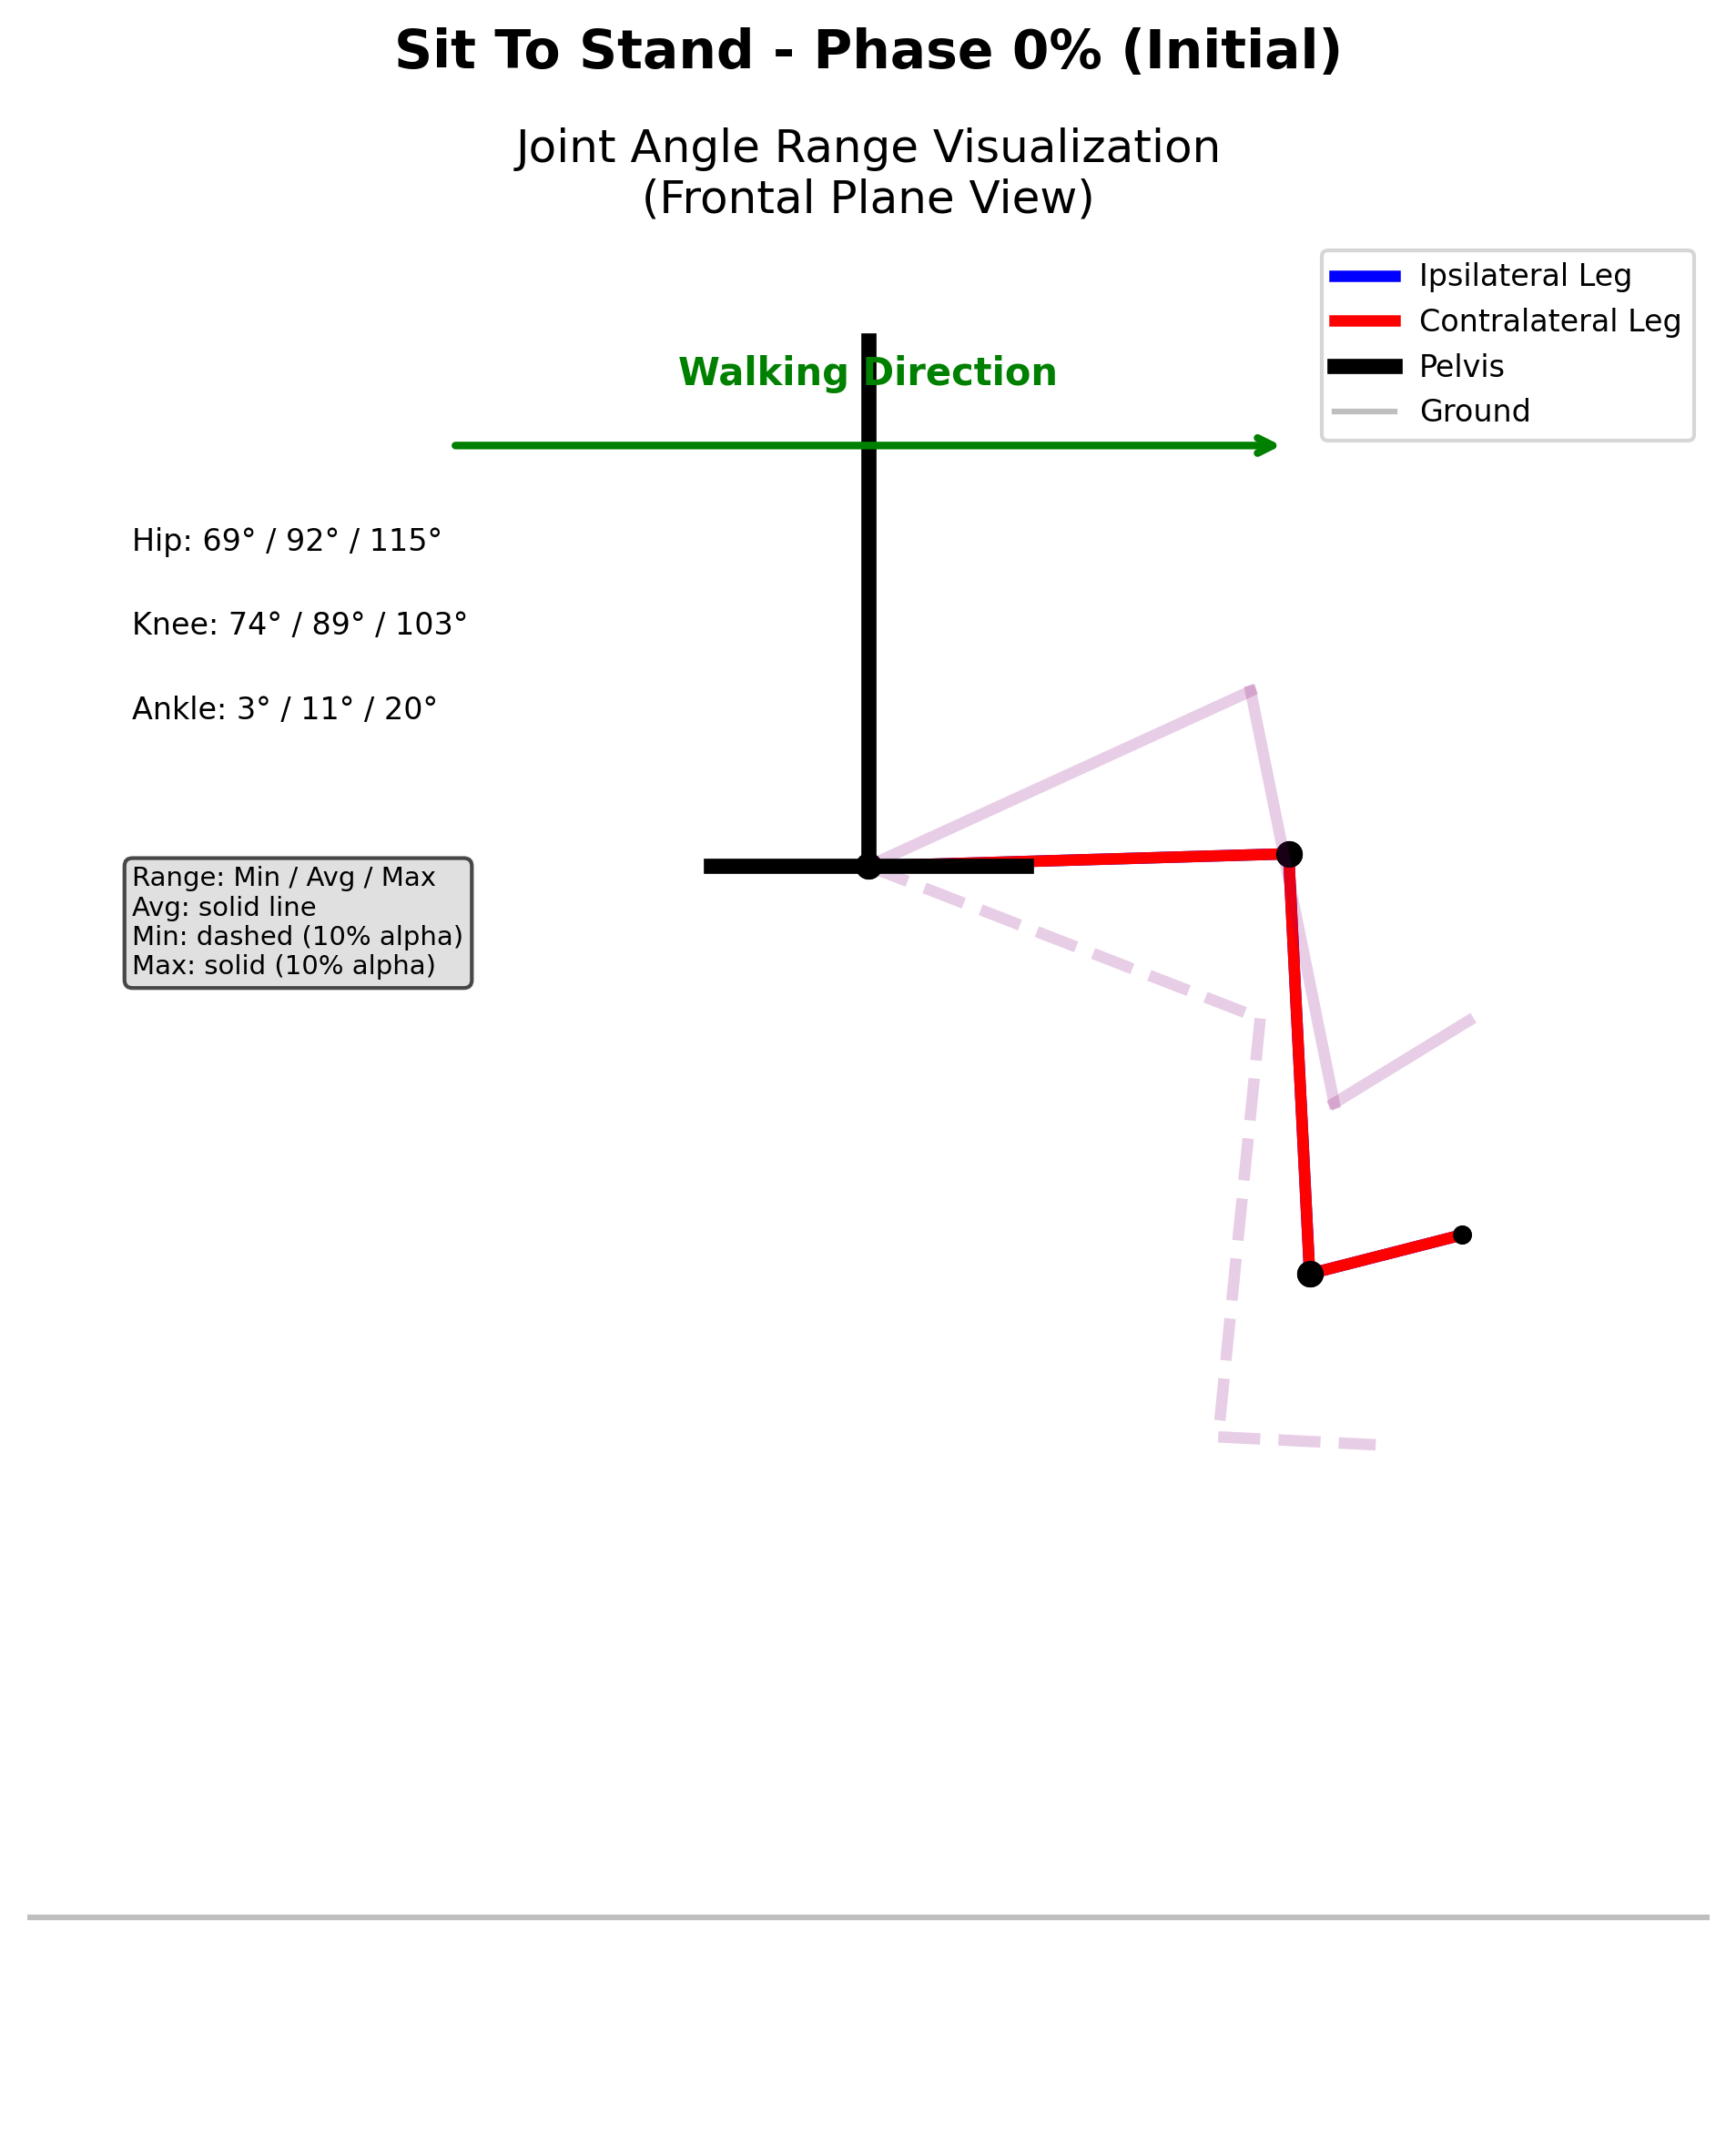 Sit To Stand - Phase 0% (Initial)
Joint Angle Range Visualization
(Frontal Plane View)
Ipsilateral Leg
Contralateral Leg
Pelvis
Ground
Walking Direction
Hip: 69° / 92° / 115°
Knee: 74° / 89° / 103°
Ankle: 3° / 11° / 20°
Range: Min / Avg / Max
Avg: solid line
Min: dashed (10% alpha)
Max: solid (10% alpha)